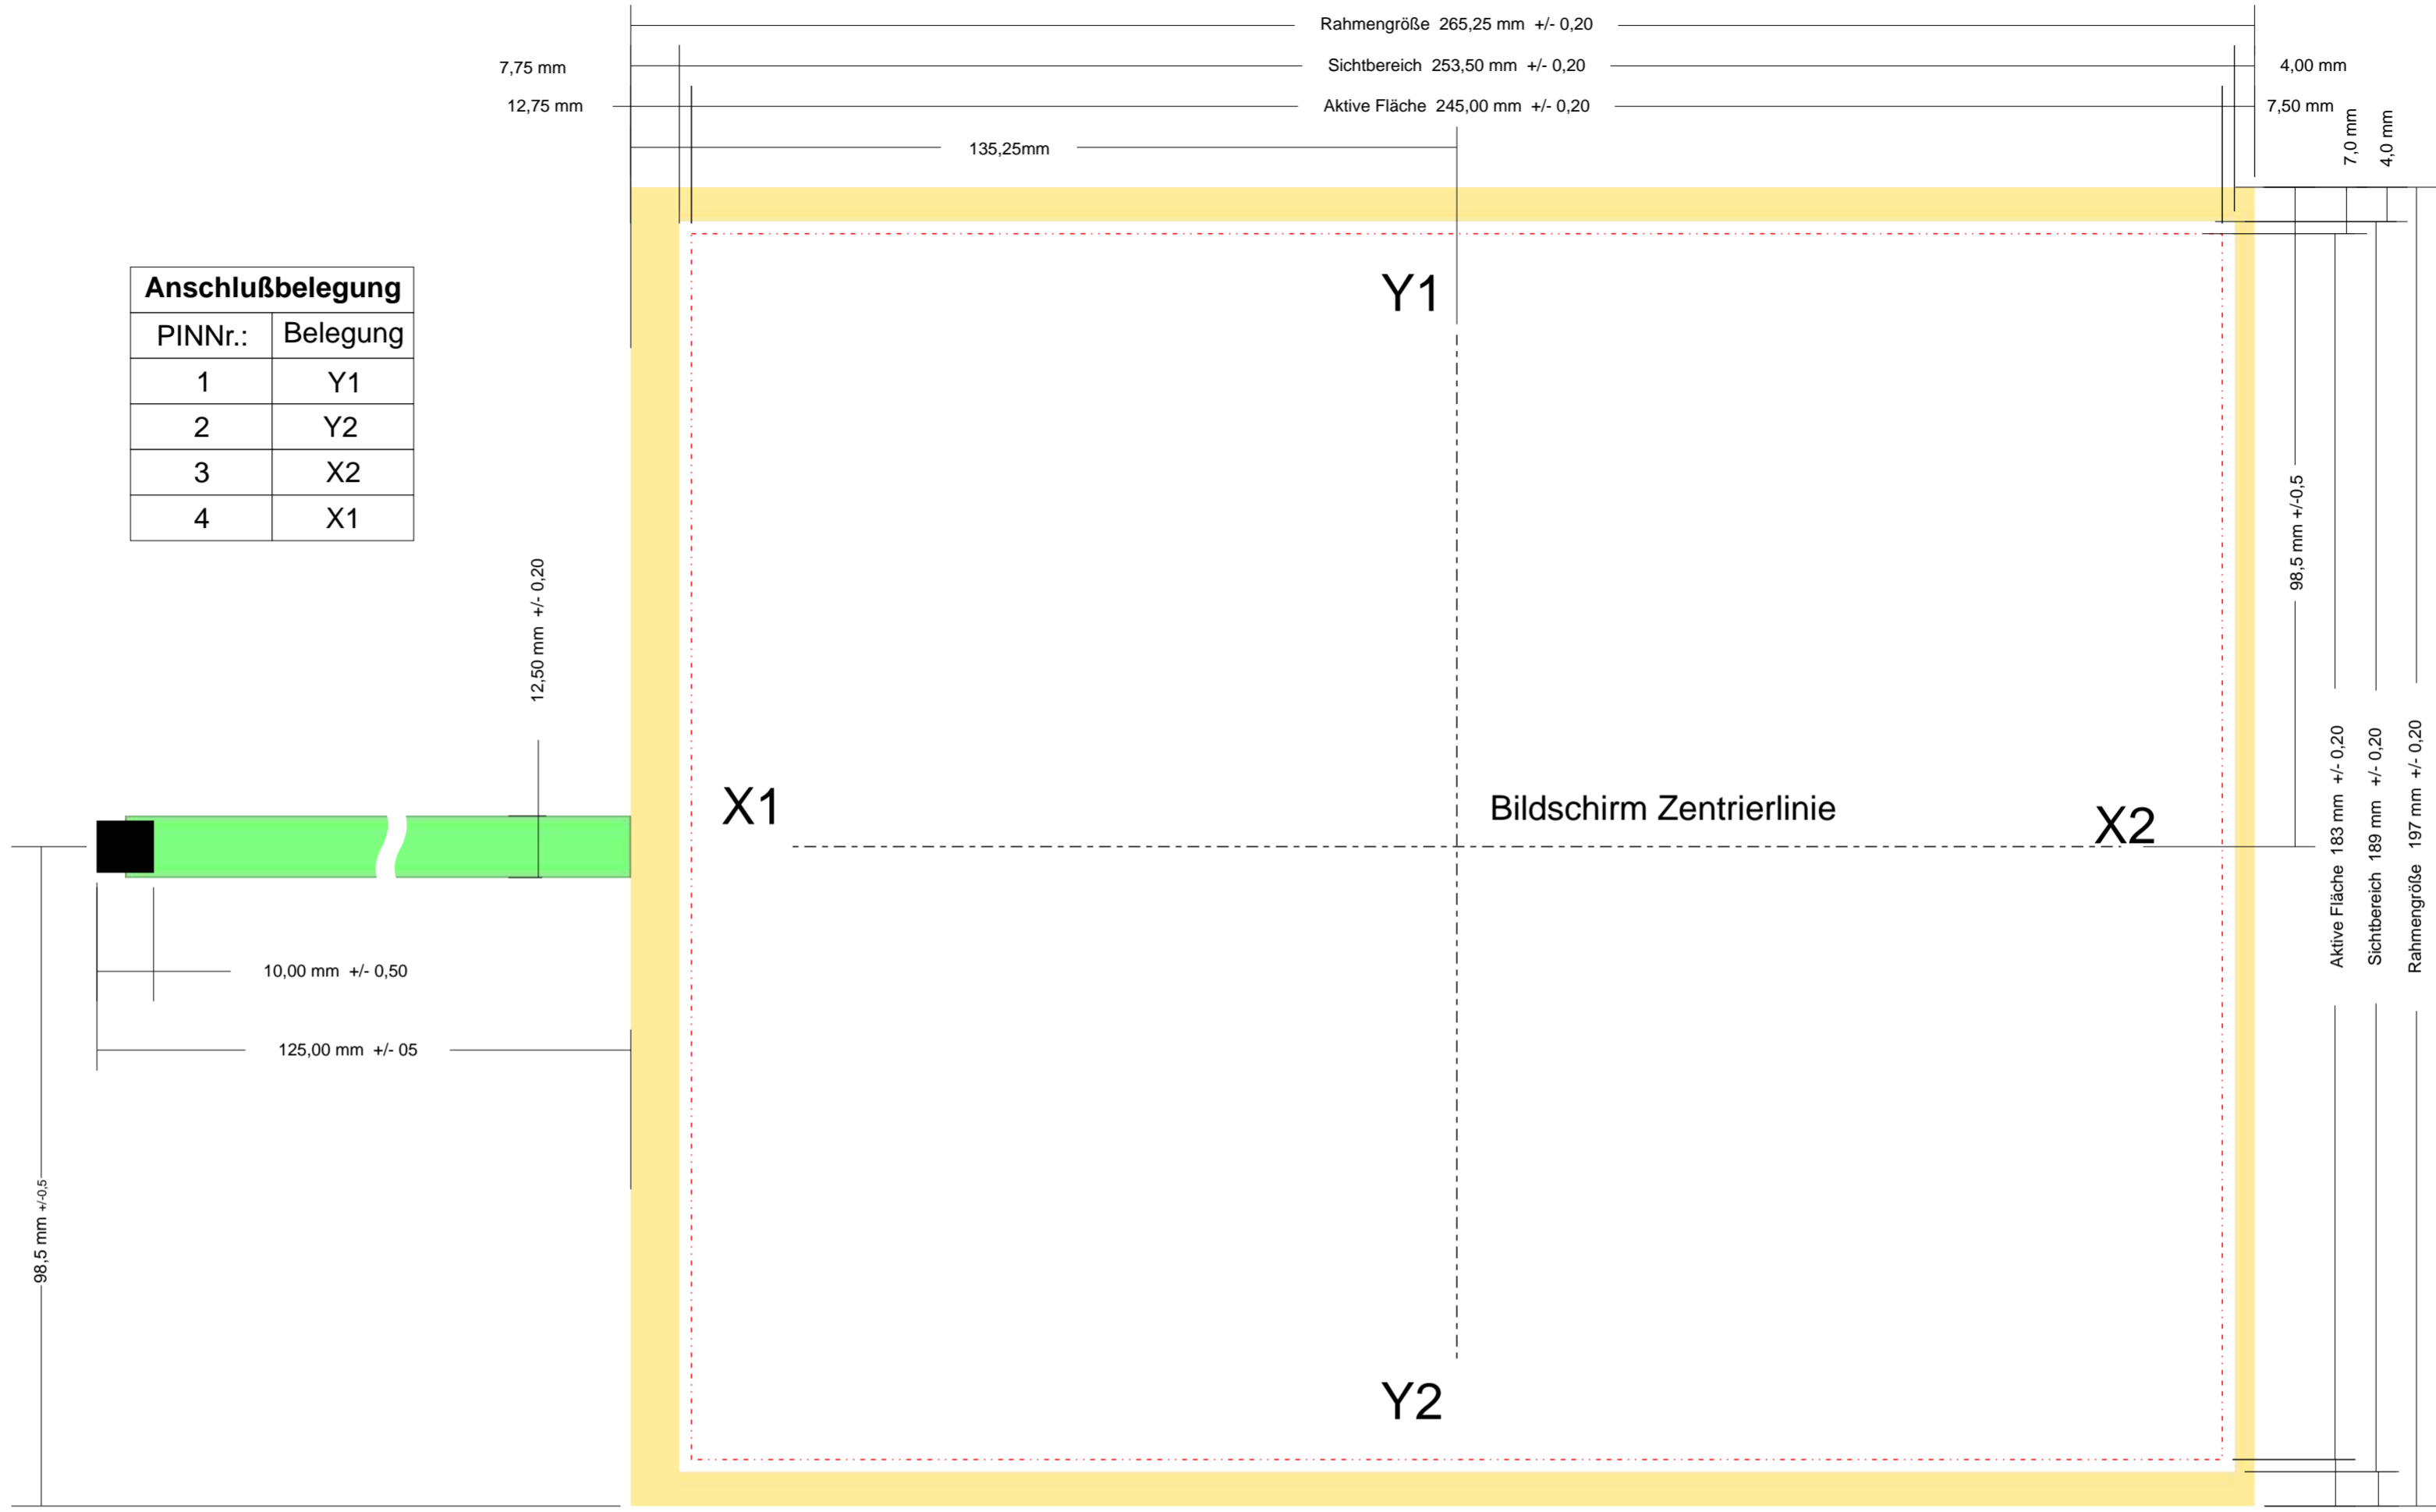 Rahmengröße 265,25 mm +/- 0,20
7,75 mm
Sichtbereich 253,50 mm +/- 0,20
4,00 mm
12,75 mm
Aktive Fläche 245,00 mm +/- 0,20
7,50 mm
7,0 mm
4,0 mm
135,25mm
Anschlußbelegung
PINNr.: Belegung
1 Y1
2 Y2
3 X2
4 X1
Y1
98,5 mm +/-0,5
12,50 mm +/- 0,20
X1
Bildschirm Zentrierlinie
X2
Aktive Fläche 183 mm +/- 0,20
Sichtbereich 189 mm +/- 0,20
Rahmengröße 197 mm +/- 0,20
10,00 mm +/- 0,50
125,00 mm +/- 05
98,5 mm +/-0,5
Y2